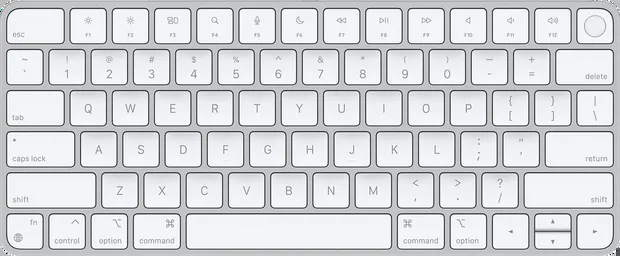 esc F1 F2 F3 F4 F5 F6 F7 F8 F9 F10 F11 F12
~ ! @ # $ % ^ & * ( ) — +
` 1 2 3 4 5 6 7 8 9 0 - = delete
tab Q W E R T Y U I O P { [ } ] | \
caps lock A S D F G H J K L : ; " ' return
shift Z X C V B N M < , > . ? / shift
fn control ^ option ⌥ command ⌘ ⌘ command ⌥ option ◂ ▴ ▾ ▸